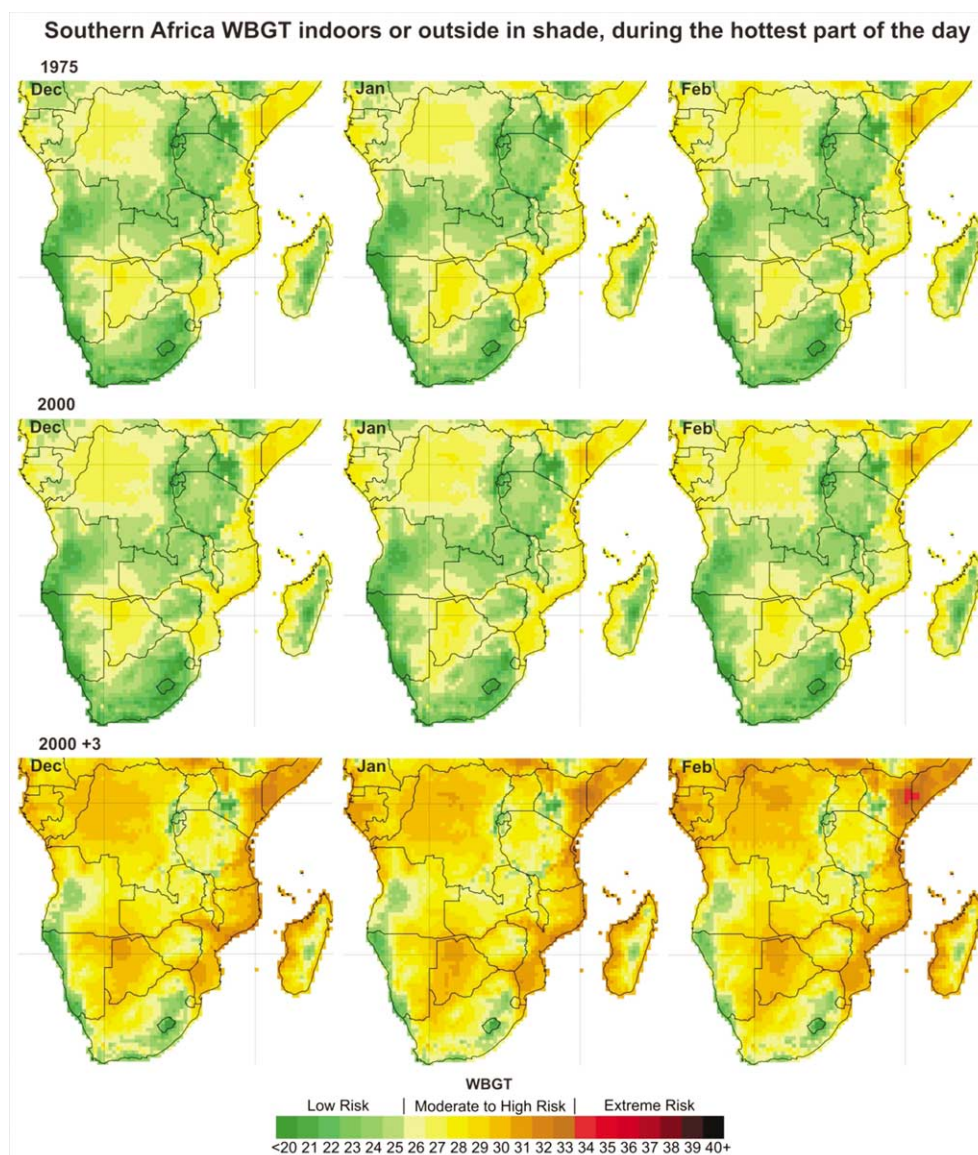 Southern Africa WBGT indoors or outside in shade, during the hottest part of the day
1975
Dec
Jan
Feb
2000
Dec
Jan
Feb
2000 +3
Dec
Jan
Feb
WBGT
Low Risk | Moderate to High Risk | Extreme Risk
<20 21 22 23 24 25 26 27 28 29 30 31 32 33 34 35 36 37 38 39 40+